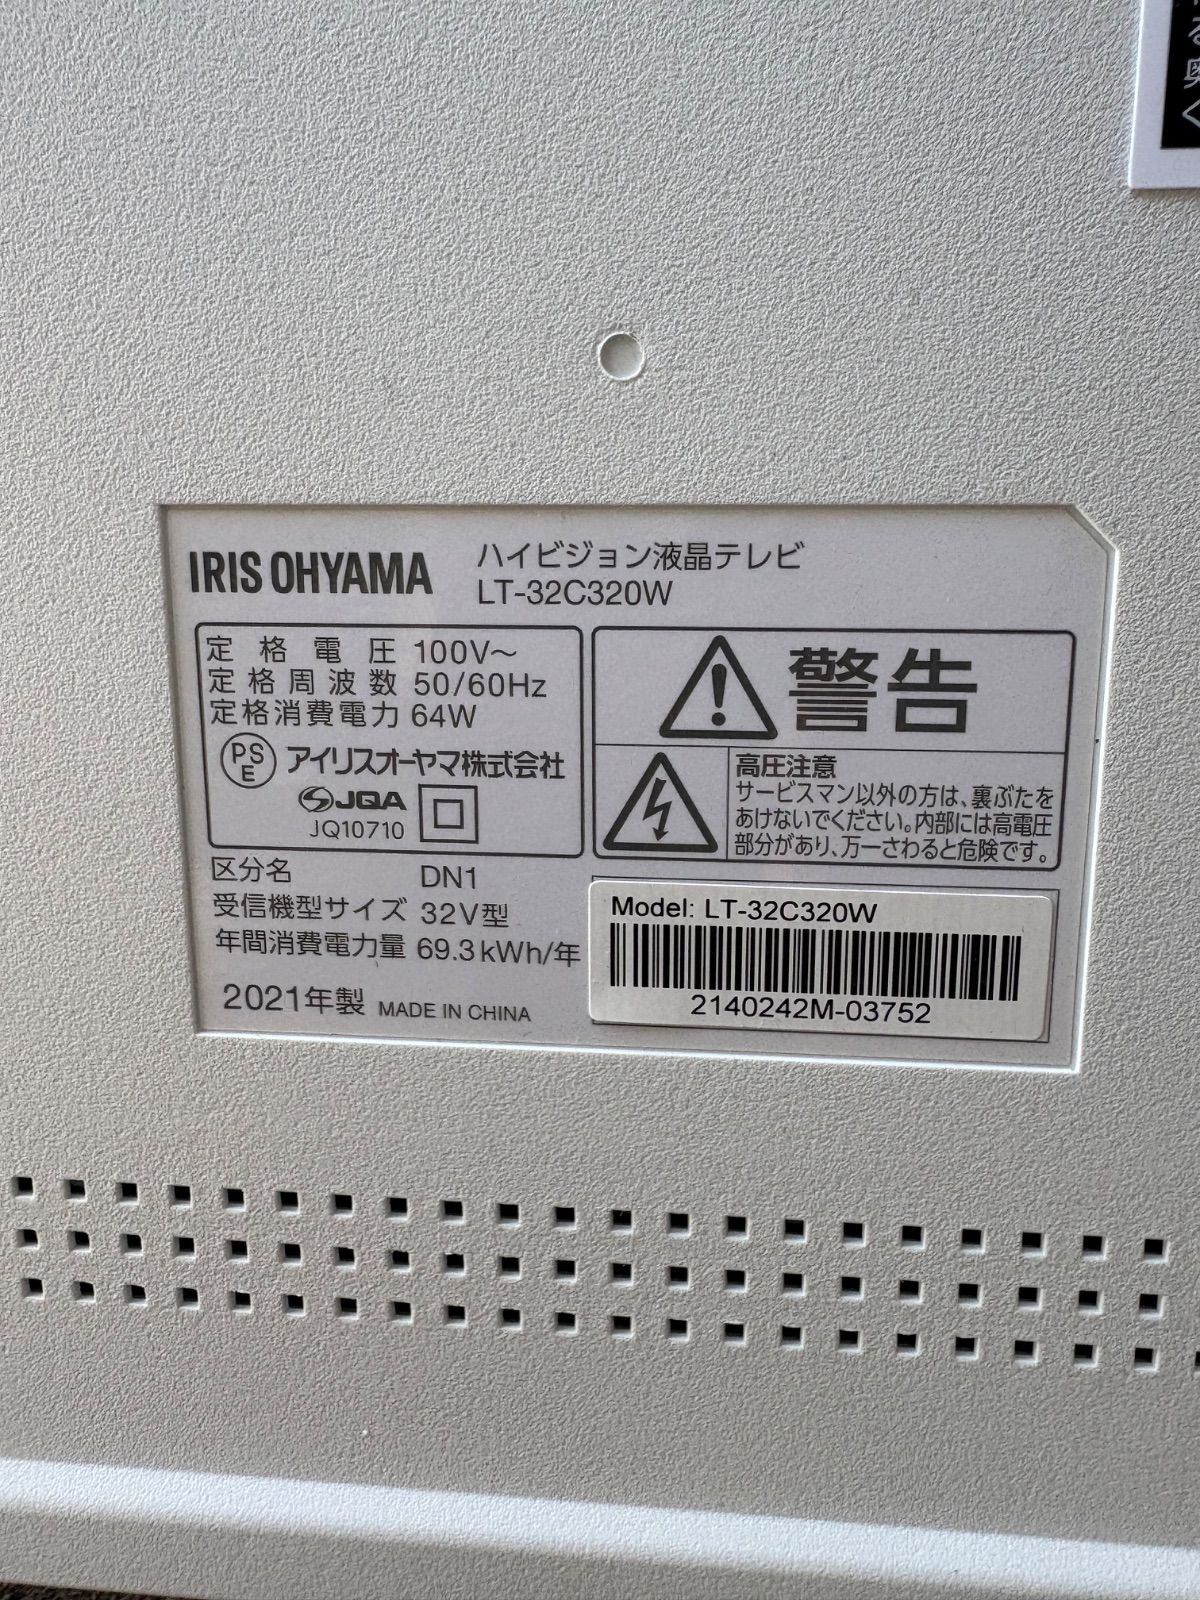 る
奥
く
IRIS OHYAMA
ハイビジョン液晶テレビ
LT-32C320W
定格電圧 100V～
定格周波数 50/60Hz
定格消費電力 64W
PSE アイリスオーヤマ株式会社
JQA
JQ10710
警告
高圧注意
サービスマン以外の方は、裏ぶたを
あけないでください。内部には高電圧
部分があり、万一さわると危険です。
区分名 DN1
受信機型サイズ 32V型
年間消費電力量 69.3kWh/年
2021年製 MADE IN CHINA
Model: LT-32C320W
2140242M-03752